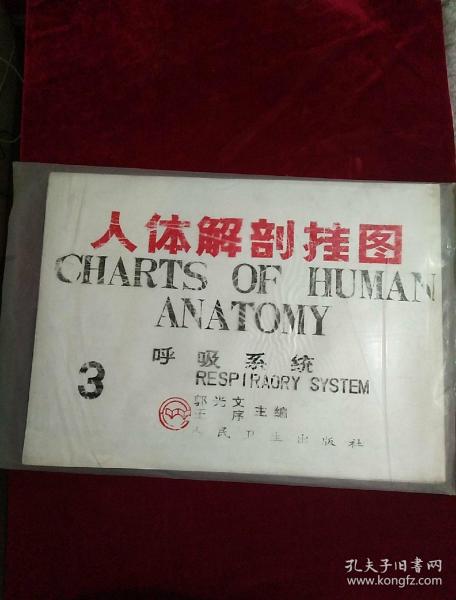 人体解剖挂图
CHARTS OF HUMAN
ANATOMY
3
呼吸系统
RESPIRAORY SYSTEM
郭光文
王序 主编
人民卫生出版社
孔夫子旧书网
www.kongfz.com